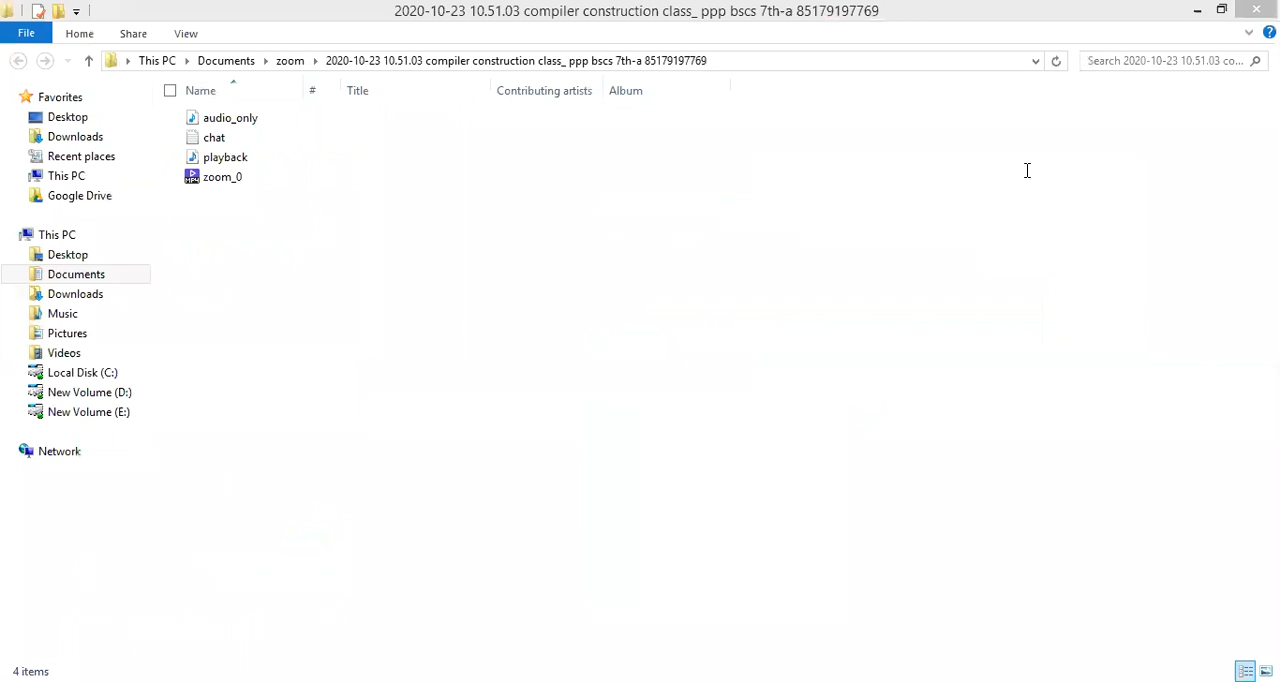 2020-10-23 10.51.03 compiler construction class_ ppp bscs 7th-a 85179197769
File Home Share View
This PC Documents zoom 2020-10-23 10.51.03 compiler construction class_ ppp bscs 7th-a 85179197769 Search 2020-10-23 10.51.03 co...
Name # Title Contributing artists Album
Favorites
Desktop
Downloads
Recent places
This PC
Google Drive
This PC
Desktop
Documents
Downloads
Music
Pictures
Videos
Local Disk (C:)
New Volume (D:)
New Volume (E:)
Network
audio_only
chat
playback
zoom_0
4 items